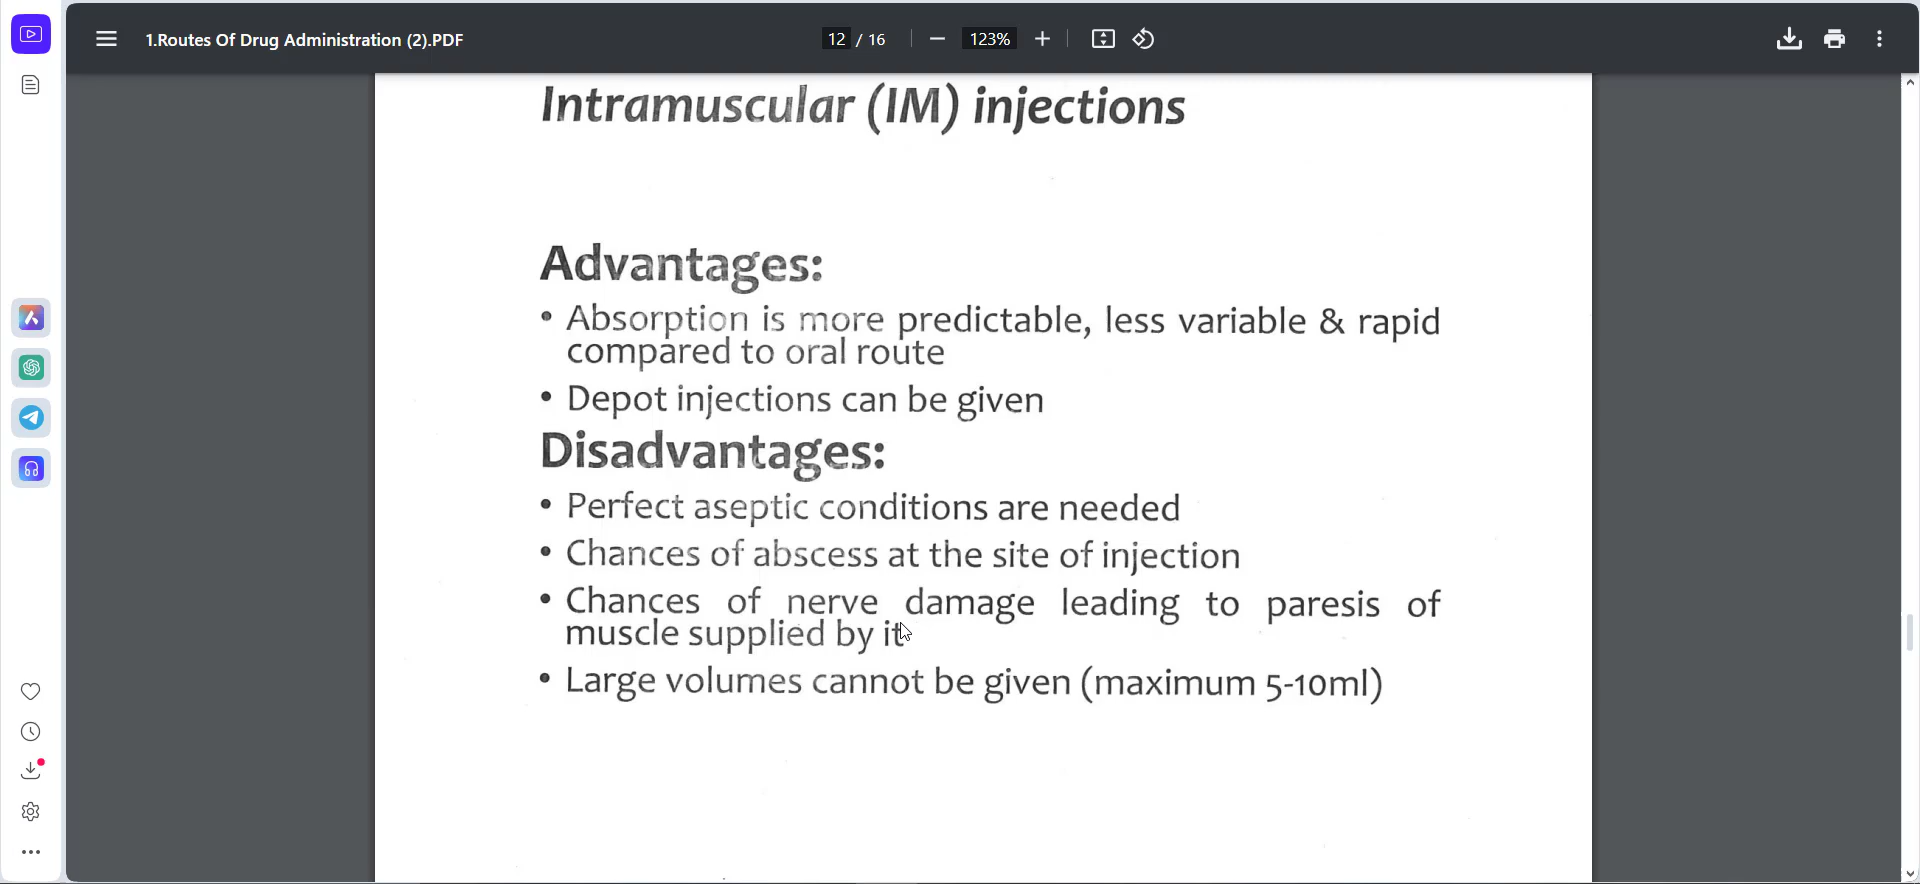 1.Routes Of Drug Administration (2).PDF
12 / 16
123%
Intramuscular (IM) injections
Advantages:
• Absorption is more predictable, less variable & rapid
compared to oral route
• Depot injections can be given
Disadvantages:
• Perfect aseptic conditions are needed
• Chances of abscess at the site of injection
• Chances of nerve damage leading to paresis of
muscle supplied by it
• Large volumes cannot be given (maximum 5-10ml)